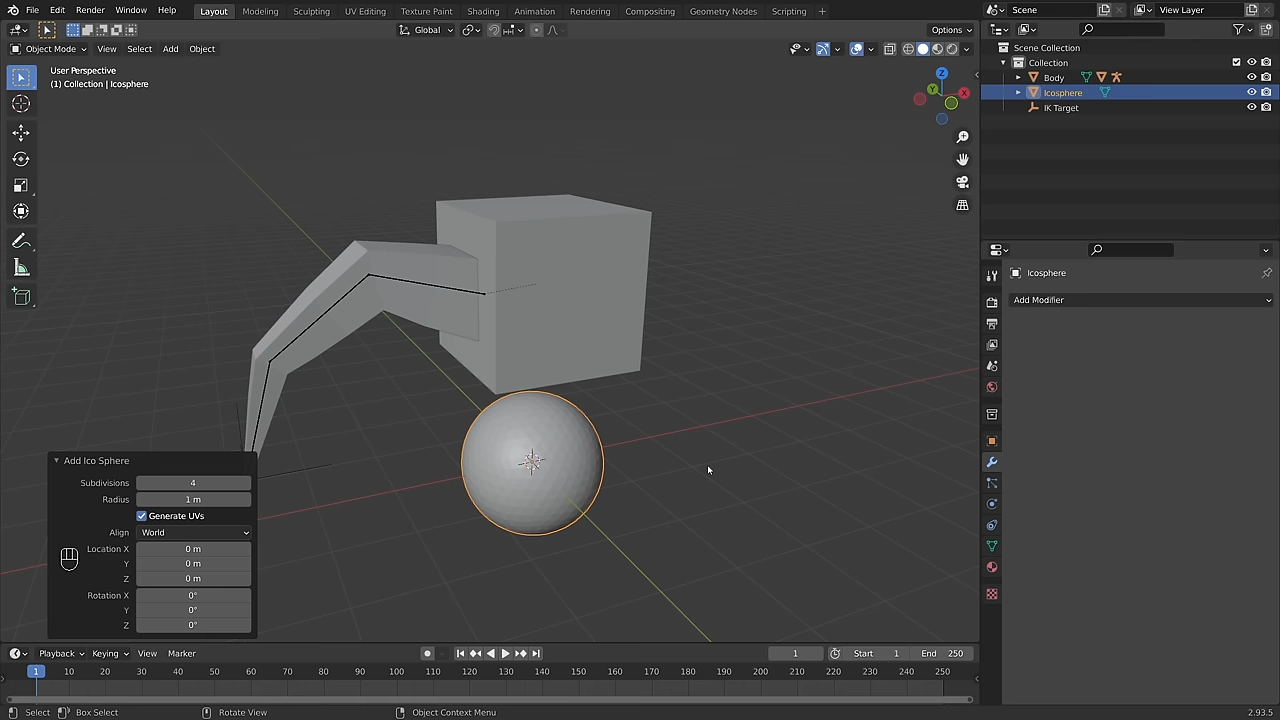 File Edit Render Window Help Layout Modeling Sculpting UV Editing Texture Paint Shading Animation Rendering Compositing Geometry Nodes Scripting + Scene View Layer
Global Options
Object Mode View Select Add Object
User Perspective
(1) Collection | Icosphere
Z
Y
X
Scene Collection
Collection
Body
Icosphere
IK Target
Icosphere
Add Modifier
Add Ico Sphere
Subdivisions 4
Radius 1 m
Generate UVs
Align World
Location X 0 m
Y 0 m
Z 0 m
Rotation X 0°
Y 0°
Z 0°
Playback Keying View Marker 1 Start 1 End 250
1 10 20 30 40 50 60 70 80 90 100 110 120 130 140 150 160 170 180 190 200 210 220 230 240 250
Select Box Select Rotate View Object Context Menu 2.93.5